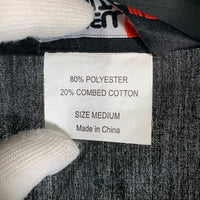 80% POLYESTER
20% COMBED COTTON
SIZE MEDIUM
Made in China